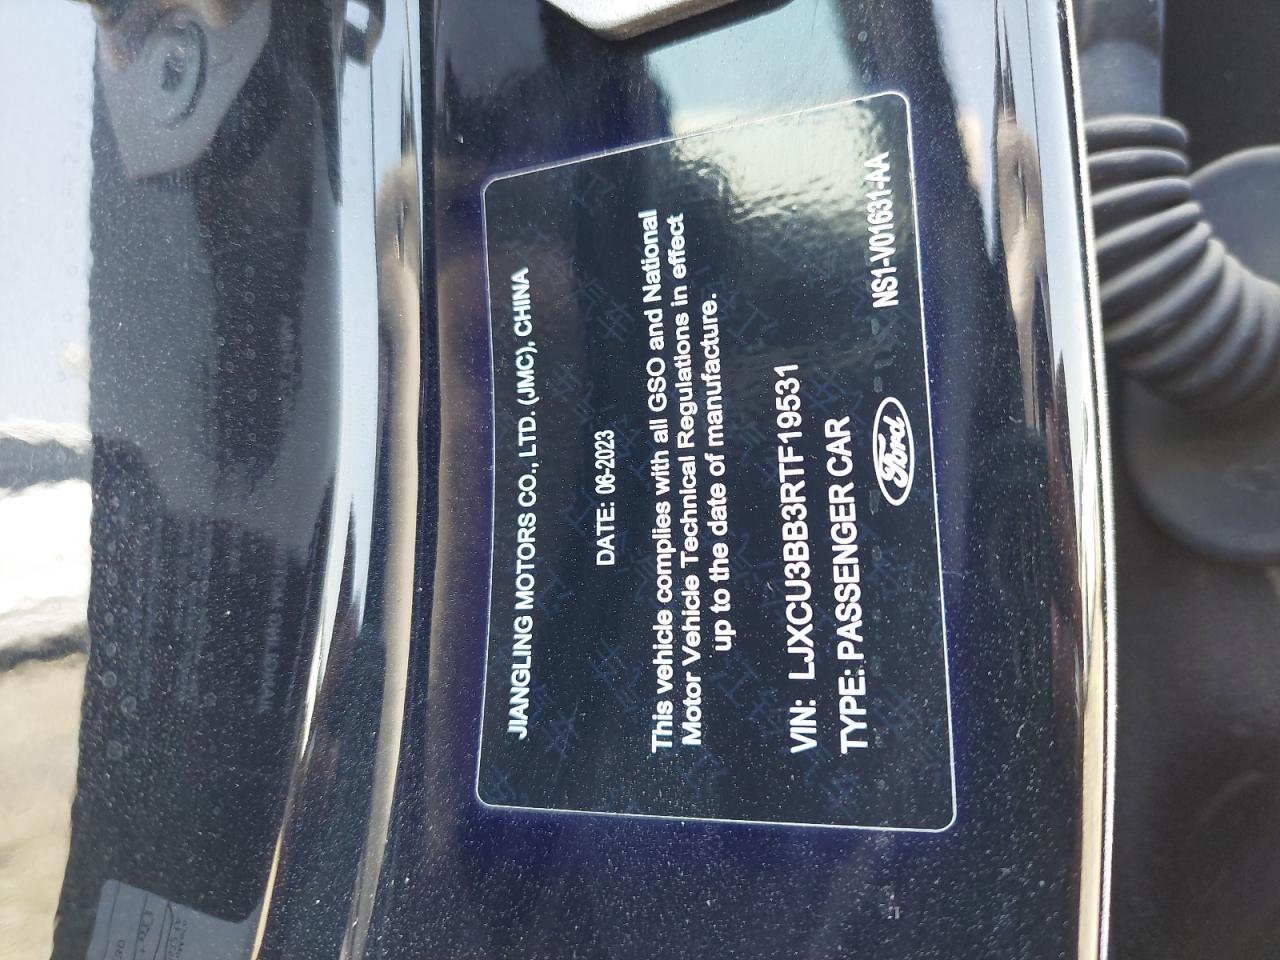 JIANGLING MOTORS CO., LTD. (JMC), CHINA
DATE: 06-2023
This vehicle complies with all GSO and National
Motor Vehicle Technical Regulations in effect
up to the date of manufacture.
VIN: LJXCU3BB3RTF19531
TYPE: PASSENGER CAR
Ford
NS1-V01631-AA